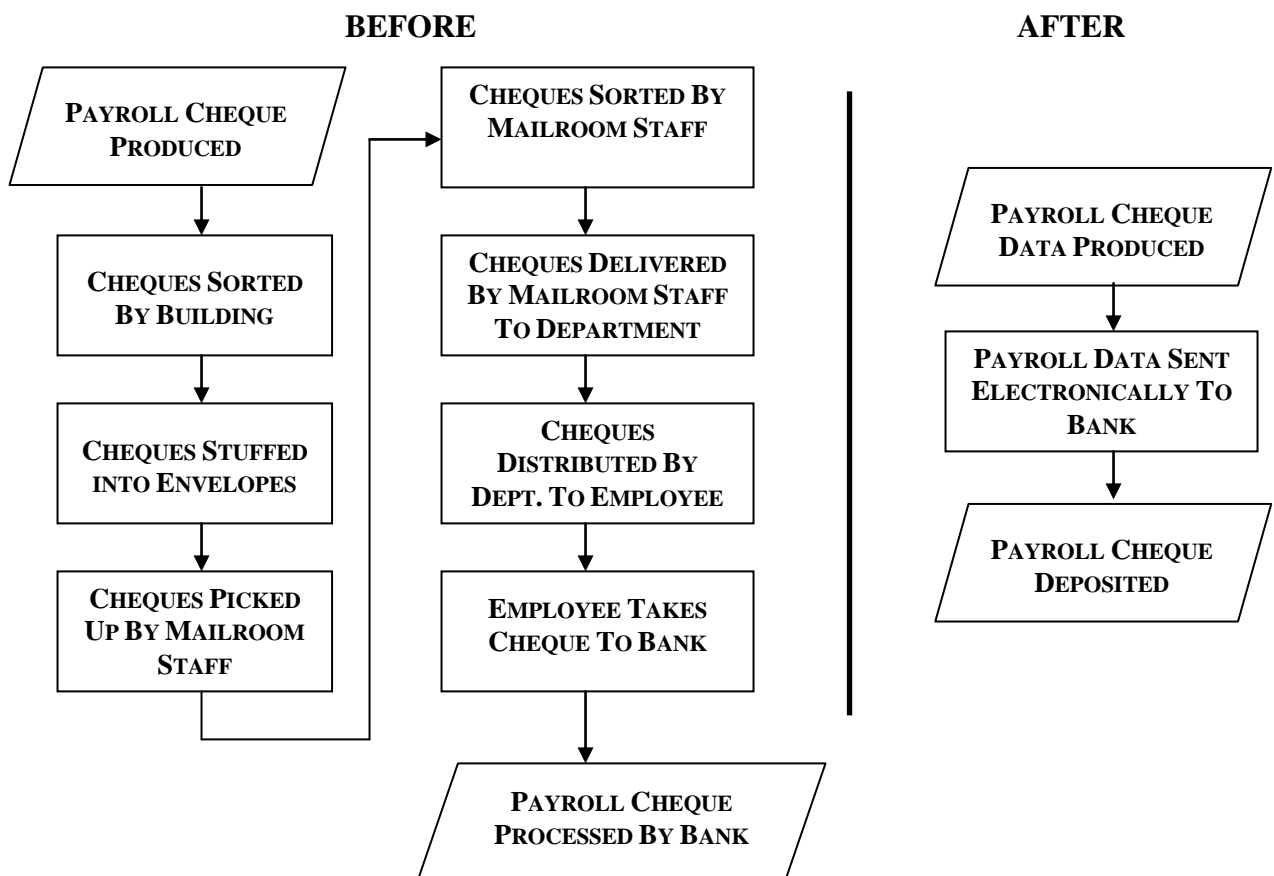 BEFORE
PAYROLL CHEQUE
PRODUCED
CHEQUES SORTED
BY BUILDING
CHEQUES STUFFED
INTO ENVELOPES
CHEQUES PICKED
UP BY MAILROOM
STAFF
CHEQUES SORTED BY
MAILROOM STAFF
CHEQUES DELIVERED
BY MAILROOM STAFF
TO DEPARTMENT
CHEQUES
DISTRIBUTED BY
DEPT. TO EMPLOYEE
EMPLOYEE TAKES
CHEQUE TO BANK
PAYROLL CHEQUE
PROCESSED BY BANK
AFTER
PAYROLL CHEQUE
DATA PRODUCED
PAYROLL DATA SENT
ELECTRONICALLY TO
BANK
PAYROLL CHEQUE
DEPOSITED